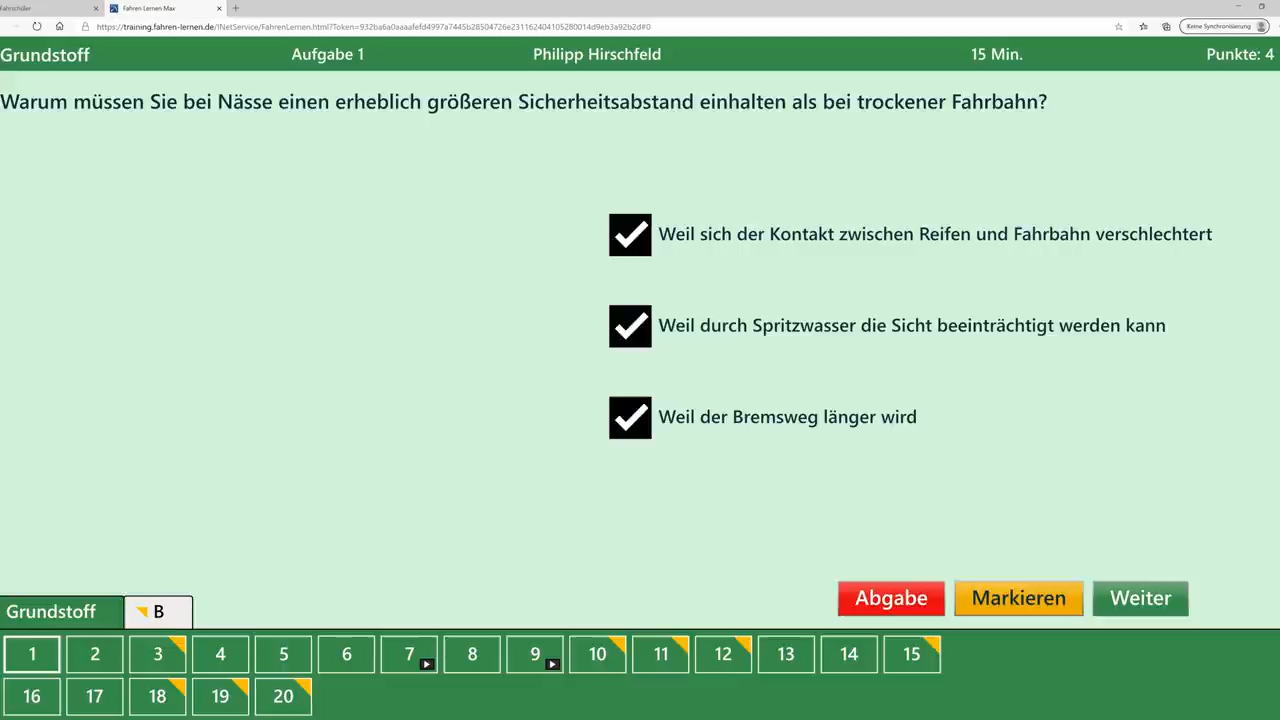 Fahrschüler
Fahren Lernen Max
https://training.fahren-lernen.de/INetService/FahrenLernen.html?Token=932ba6a0aaaafefd4997a7445b28504726e2311624041052800 14d9eb3a92b2d#0
Keine Synchronisierung
Grundstoff
Aufgabe 1
Philipp Hirschfeld
15 Min.
Punkte: 4
Warum müssen Sie bei Nässe einen erheblich größeren Sicherheitsabstand einhalten als bei trockener Fahrbahn?
Weil sich der Kontakt zwischen Reifen und Fahrbahn verschlechtert
Weil durch Spritzwasser die Sicht beeinträchtigt werden kann
Weil der Bremsweg länger wird
Abgabe
Markieren
Weiter
Grundstoff
B
1 2 3 4 5 6 7 8 9 10 11 12 13 14 15
16 17 18 19 20